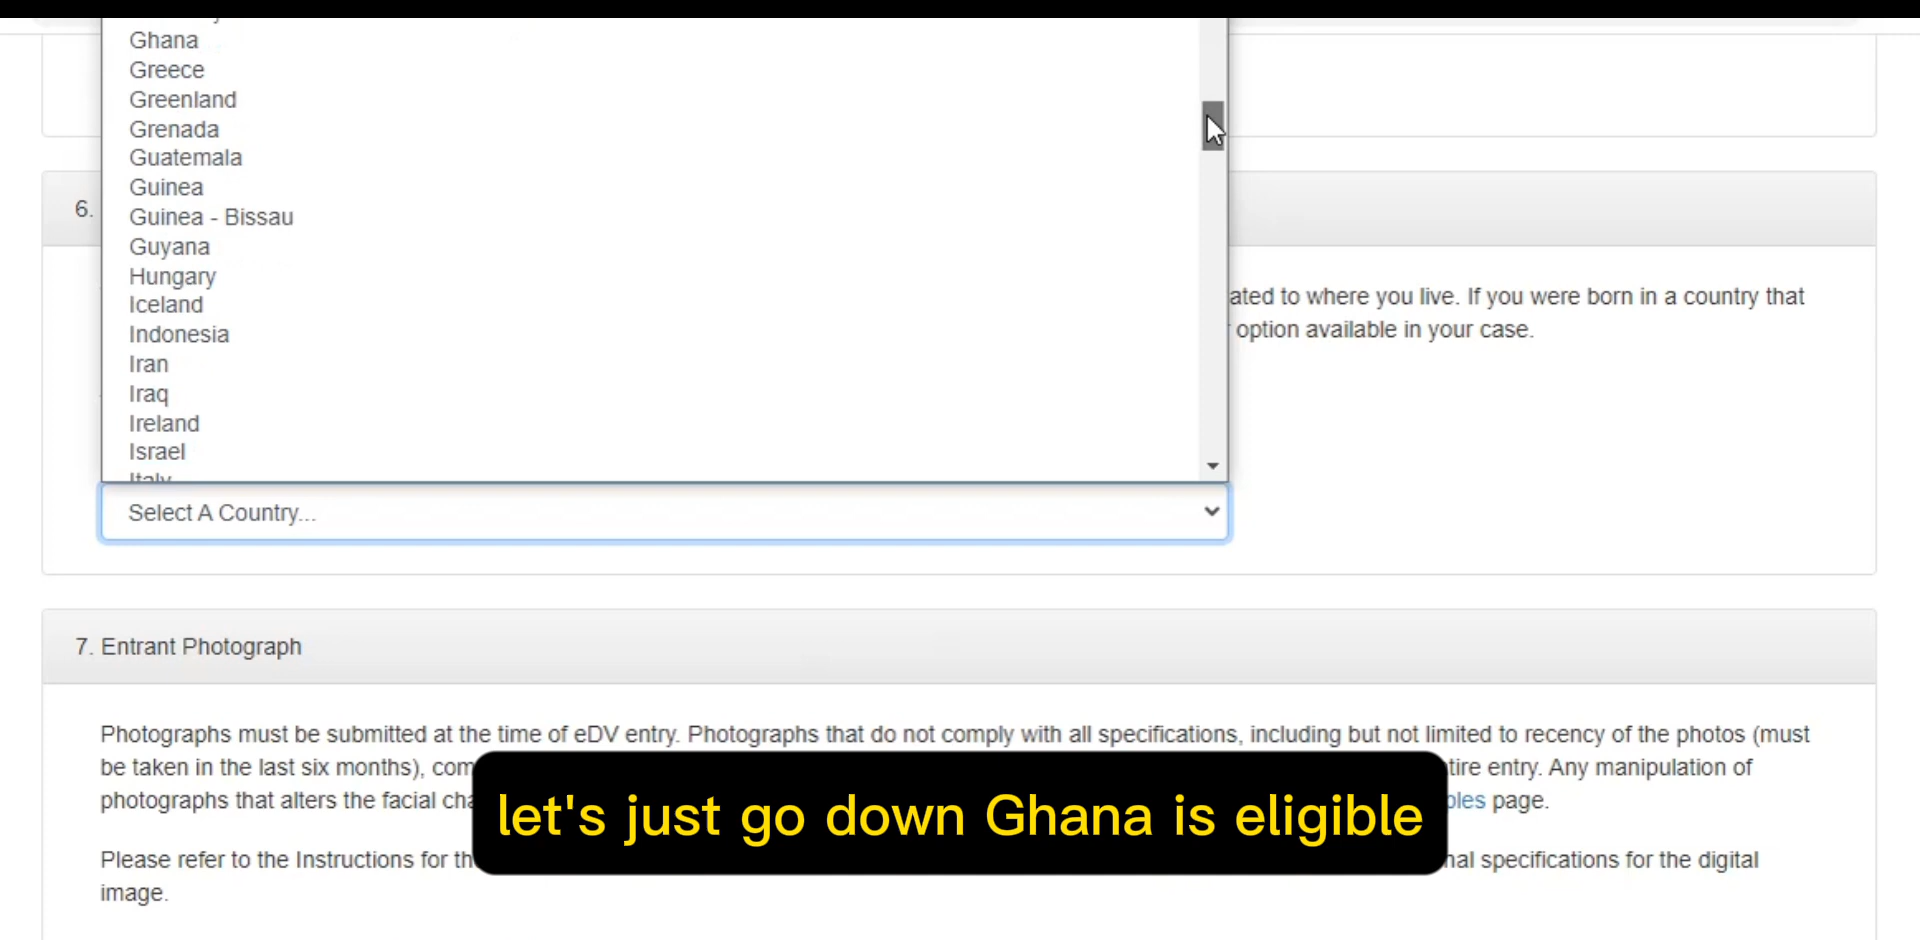 Ghana
Greece
Greenland
Grenada
Guatemala
Guinea
Guinea - Bissau
Guyana
Hungary
Iceland
Indonesia
Iran
Iraq
Ireland
Israel
Italy
6.
ated to where you live. If you were born in a country that
option available in your case.
Select A Country...
7. Entrant Photograph
Photographs must be submitted at the time of eDV entry. Photographs that do not comply with all specifications, including but not limited to recency of the photos (must
be taken in the last six months), com tire entry. Any manipulation of
photographs that alters the facial cha ples page.
let's just go down Ghana is eligible
Please refer to the Instructions for th nal specifications for the digital
image.